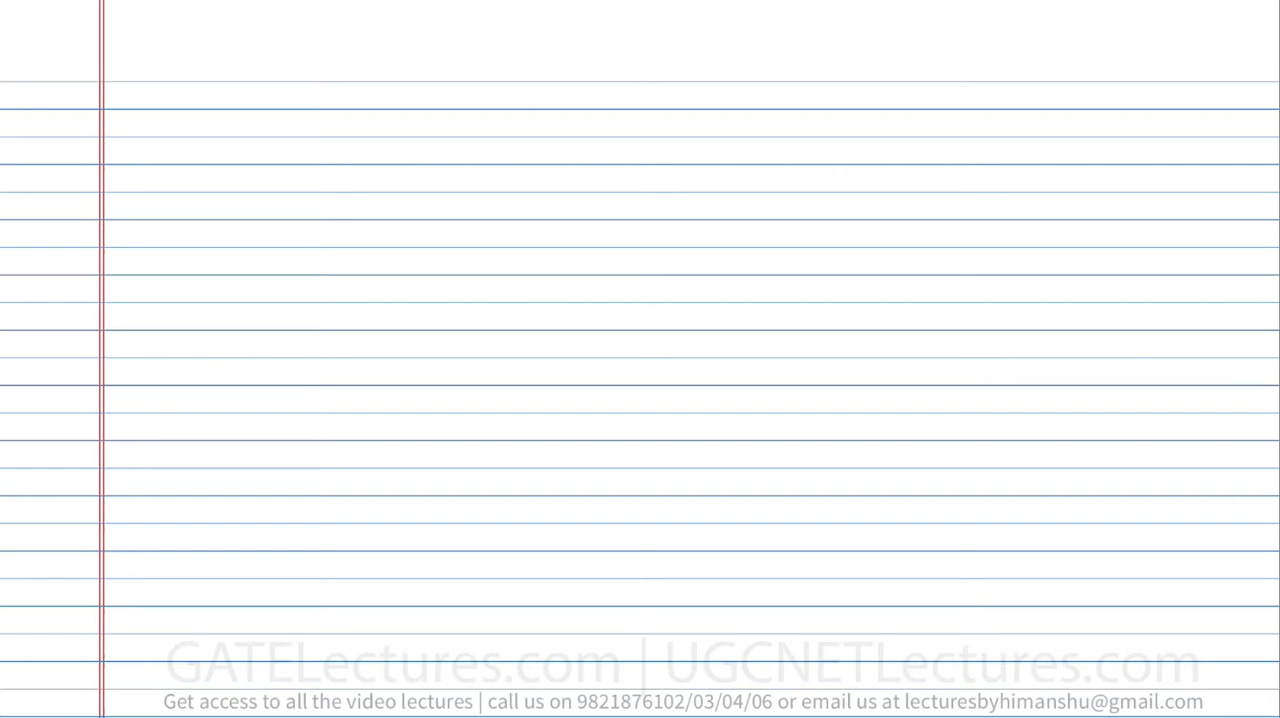 GATELectures.com | UGCNETLectures.com
Get access to all the video lectures | call us on 9821876102/03/04/06 or email us at lecturesbyhimanshu@gmail.com